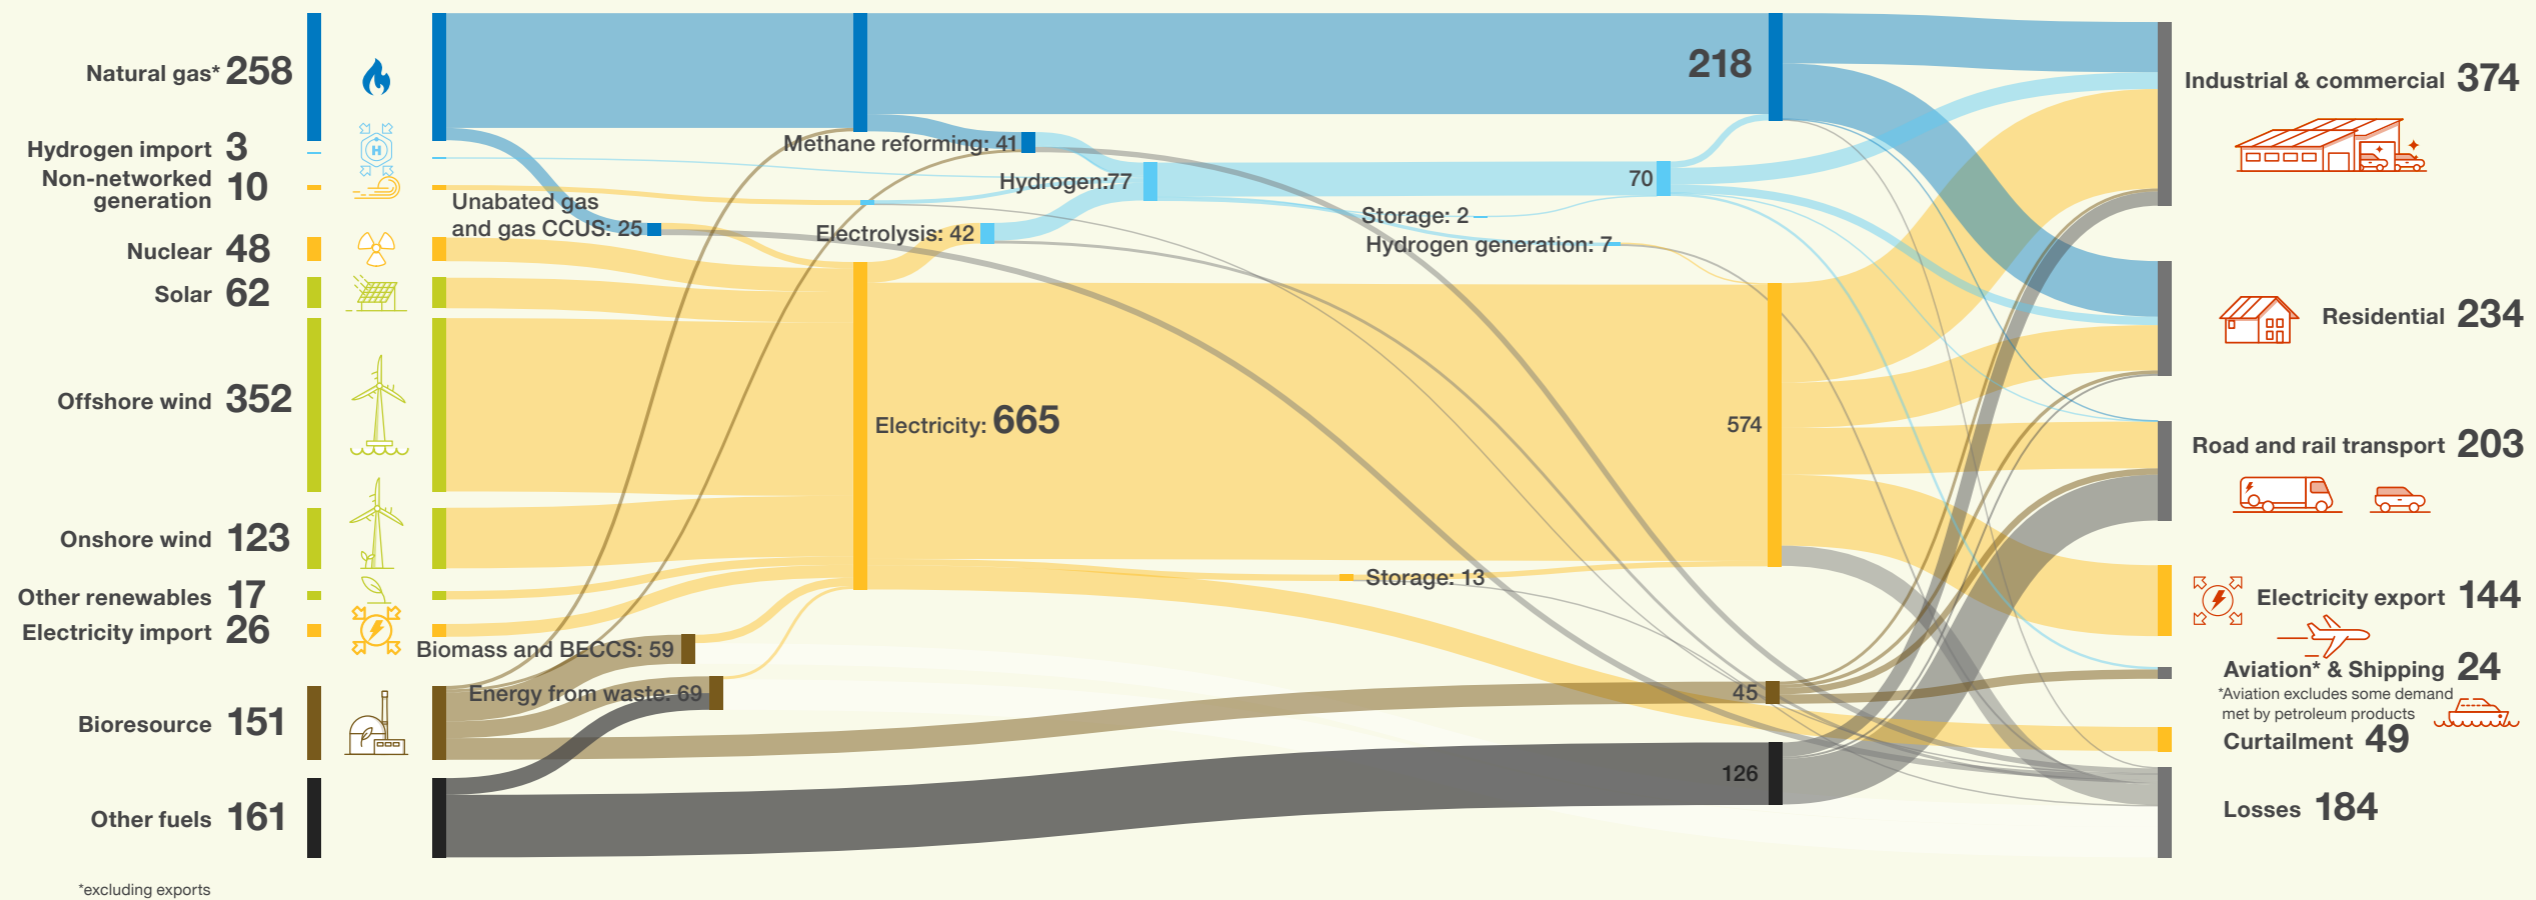 Natural gas* 258
Hydrogen import 3
Non-networked
generation 10
Nuclear 48
Solar 62
Offshore wind 352
Onshore wind 123
Other renewables 17
Electricity import 26
Bioresource 151
Other fuels 161
*excluding exports
H
Unabated gas
and gas CCUS: 25
Biomass and BECCS: 59
Energy from waste: 69
Methane reforming: 41
Electrolysis: 42
Electricity: 665
Hydrogen:77
Storage: 2
Hydrogen generation: 7
Storage: 13
218
70
574
45
126
Industrial & commercial 374
Residential 234
Road and rail transport 203
Electricity export 144
Aviation* & Shipping 24
*Aviation excludes some demand
met by petroleum products
Curtailment 49
Losses 184